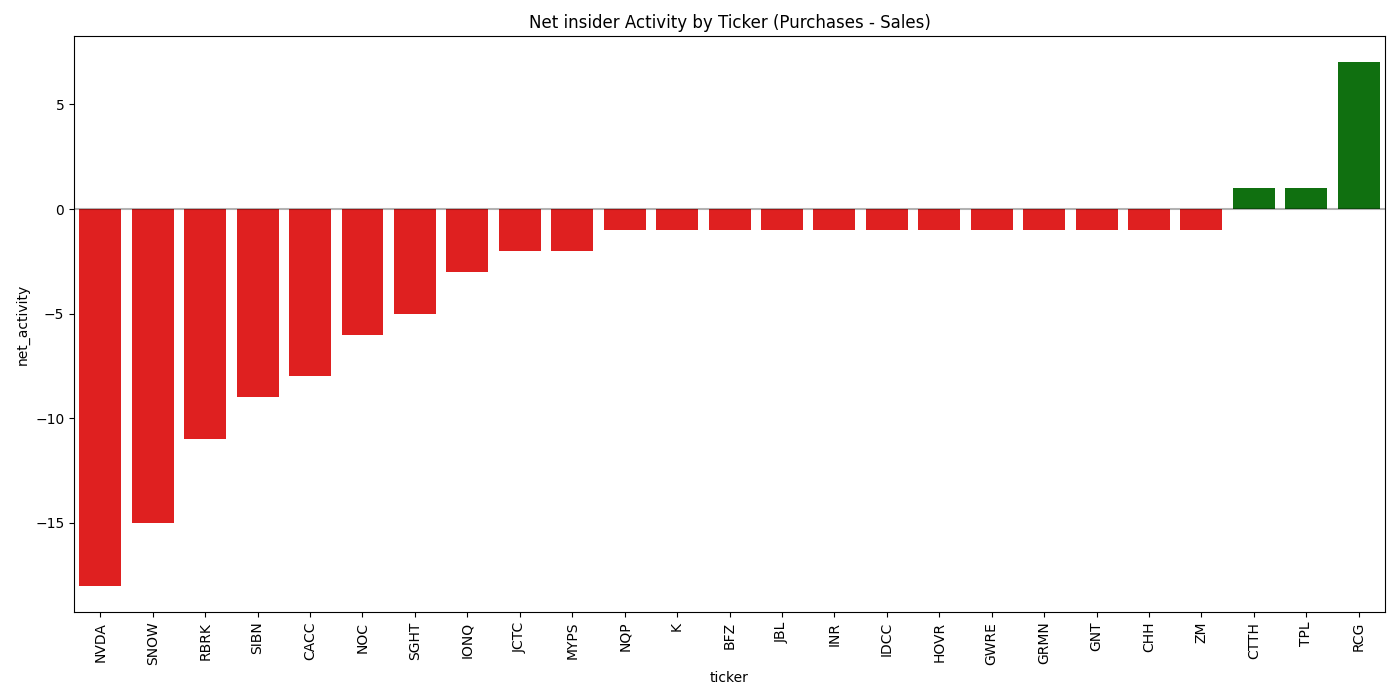 Net insider Activity by Ticker (Purchases - Sales)
net_activity
5
0
−5
−10
−15
NVDA
SNOW
RBRK
SIBN
CACC
NOC
SGHT
IONQ
JCTC
MYPS
NQP
K
BFZ
JBL
INR
IDCC
HOVR
GWRE
GRMN
GNT
CHH
ZM
CTTH
TPL
RCG
ticker